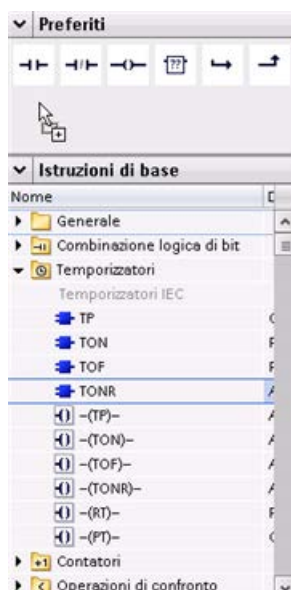 Preferiti
??
Istruzioni di base
Nome
Generale
Combinazione logica di bit
Temporizzatori
Temporizzatori IEC
TP
TON
TOF
TONR
-(TP)-
-(TON)-
-(TOF)-
-(TONR)-
-(RT)-
-(PT)-
+1 Contatori
Operazioni di confronto